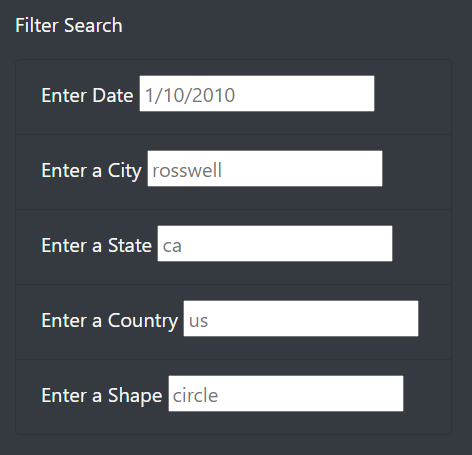 Filter Search
Enter Date 1/10/2010
Enter a City rosswell
Enter a State ca
Enter a Country us
Enter a Shape circle